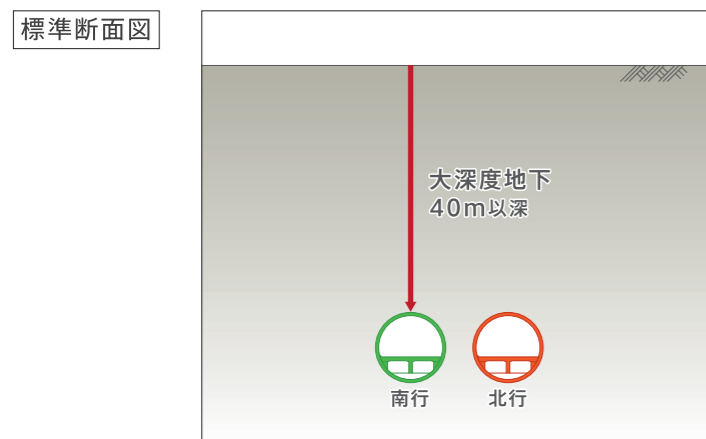 標準断面図
大深度地下
40m以深
南行
北行